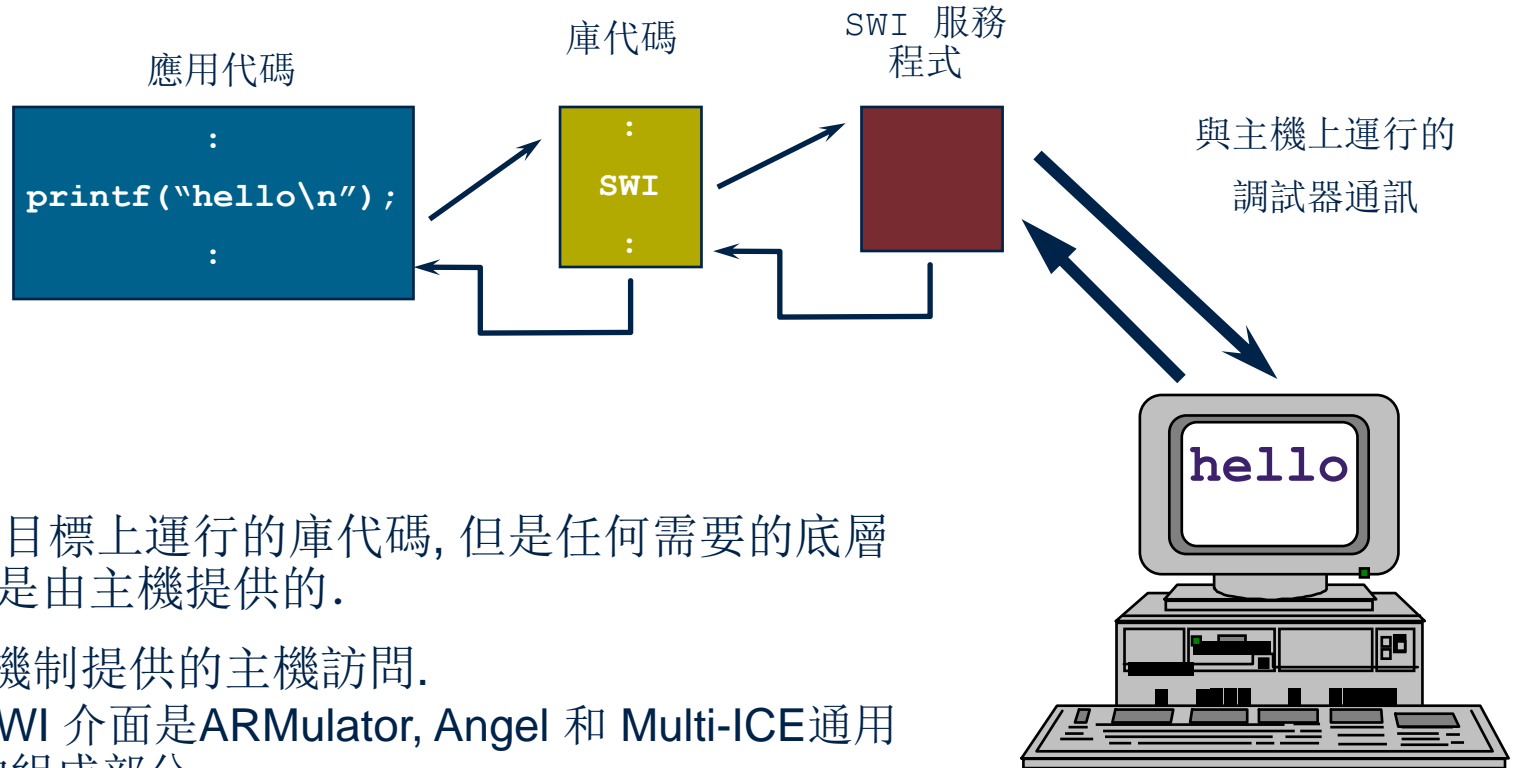 應用代碼
庫代碼
SWI 服務
程式
:
printf(“hello\n”);
:
:
SWI
:
與主機上運行的
調試器通訊
hello
目標上運行的庫代碼, 但是任何需要的底層
是由主機提供的.
機制提供的主機訪問.
WI 介面是ARMulator, Angel 和 Multi-ICE通用